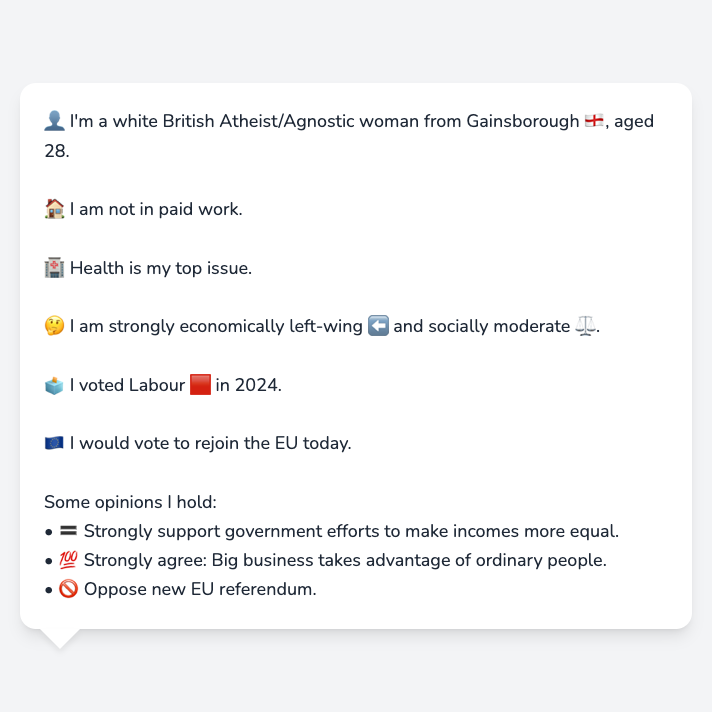 👤 I'm a white British Atheist/Agnostic woman from Gainsborough 🏴󠁧󠁢󠁥󠁮󠁧󠁿, aged
28.
🏠 I am not in paid work.
🏥 Health is my top issue.
🤔 I am strongly economically left-wing ⬅️ and socially moderate ⚖️.
🗳️ I voted Labour 🟥 in 2024.
🇪🇺 I would vote to rejoin the EU today.
Some opinions I hold:
• 🟰 Strongly support government efforts to make incomes more equal.
• 💯 Strongly agree: Big business takes advantage of ordinary people.
• 🚫 Oppose new EU referendum.